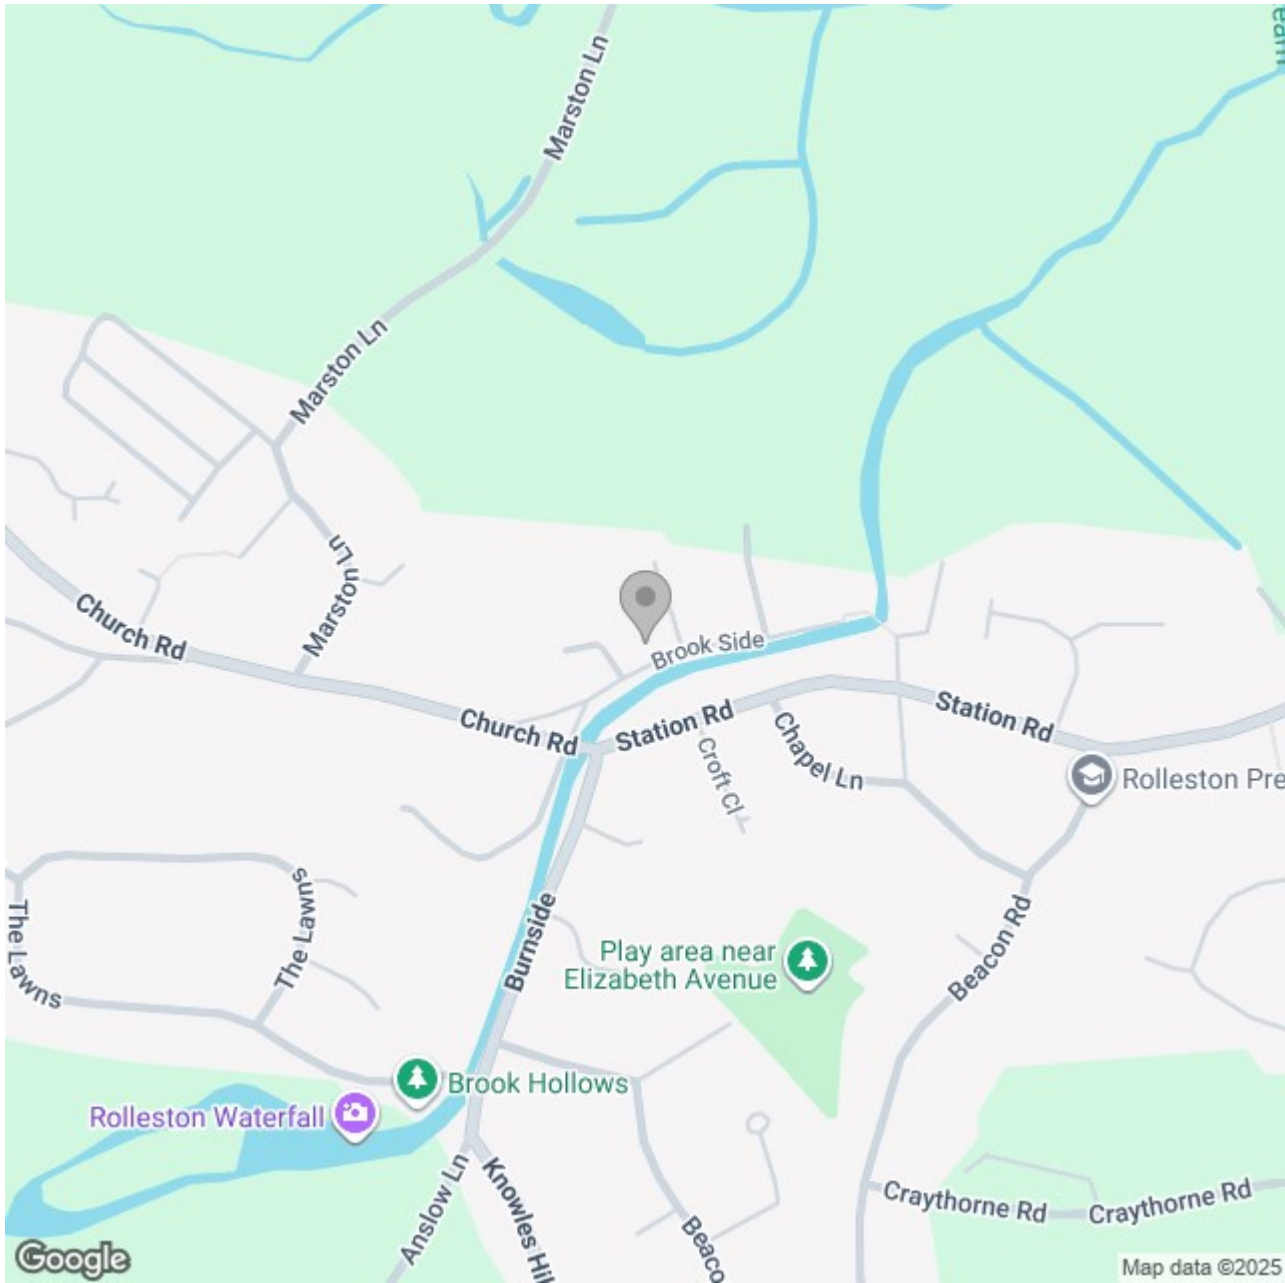 Marston Ln
Marston Ln
Marston Ln
Church Rd
Brook Side
Church Rd
Station Rd
Station Rd
Croft Cl
Chapel Ln
Rolleston Pre
The Lawns
The Lawns
Burnside
Play area near
Elizabeth Avenue
Beacon Rd
Brook Hollows
Rolleston Waterfall
Anslow Ln
Knowles Hil
Beaco
Craythorne Rd
Craythorne Rd
Google
Map data ©2025